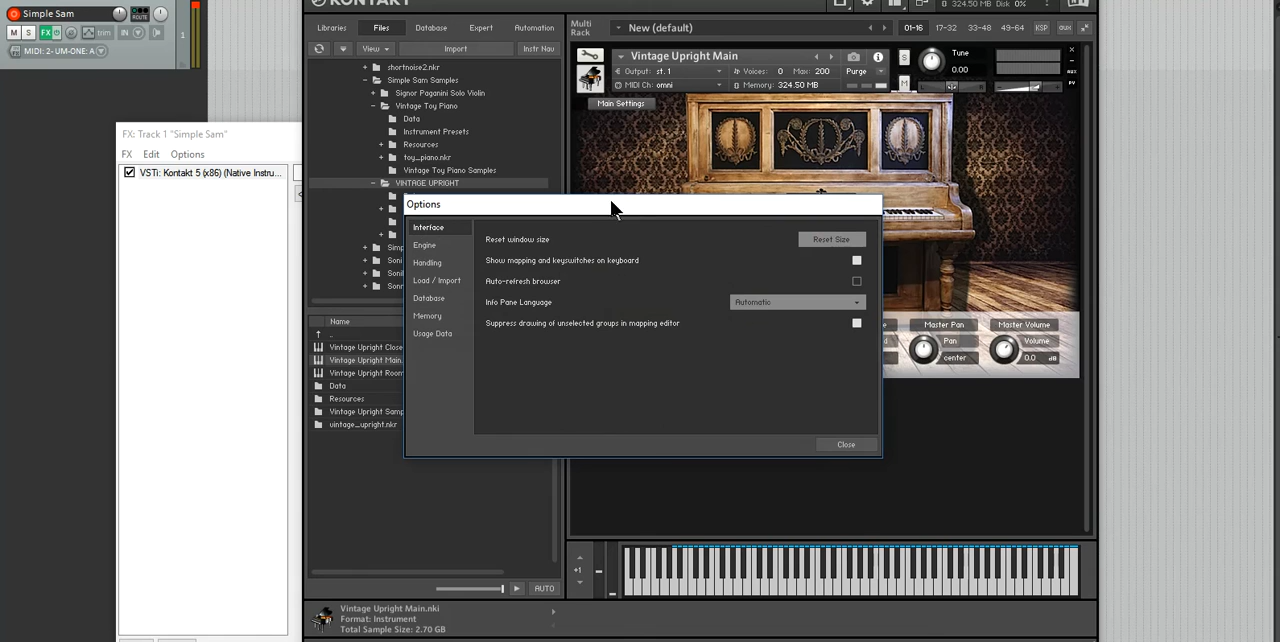 KONTAKT
Simple Sam
ROUTE
M S FX trim IN
MIDI: 2- UM-ONE: A
1
FX: Track 1 "Simple Sam"
FX Edit Options
VSTi: Kontakt 5 (x86) (Native Instru...
324.50 MB Disk 0%
Libraries Files Database Expert Automation
View Import Instr Nav
shortnoise2.nkr
Simple Sam Samples
Signor Paganini Solo Violin
Vintage Toy Piano
Data
Instrument Presets
Resources
toy_piano.nkr
Vintage Toy Piano Samples
VINTAGE UPRIGHT
Name
..
Vintage Upright Close
Vintage Upright Main.
Vintage Upright Room
Data
Resources
Vintage Upright Samp
vintage_upright.nkr
AUTO
Multi Rack New (default) 01-16 17-32 33-48 49-64 KSP aux
Vintage Upright Main
Output: st.1 Voices: 0 Max: 200 Purge
MIDI Ch: omni Memory: 324.50 MB
S
M
Tune
0.00
aux
PV
Main Settings
Options
Interface
Engine
Handling
Load / Import
Database
Memory
Usage Data
Reset window size Reset Size
Show mapping and keyswitches on keyboard
Auto-refresh browser
Info Pane Language Automatic
Suppress drawing of unselected groups in mapping editor
Close
Master Pan Master Volume
Pan Volume
center 0.0 dB
+1
Vintage Upright Main.nki
Format: Instrument
Total Sample Size: 2.70 GB